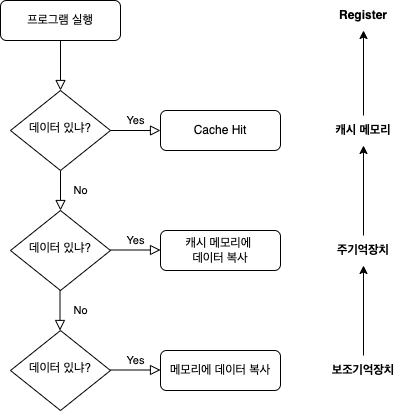 프로그램 실행
Register
데이터 있냐?
Yes
Cache Hit
캐시 메모리
No
데이터 있냐?
Yes
캐시 메모리에
데이터 복사
주기억장치
No
데이터 있냐?
Yes
메모리에 데이터 복사
보조기억장치